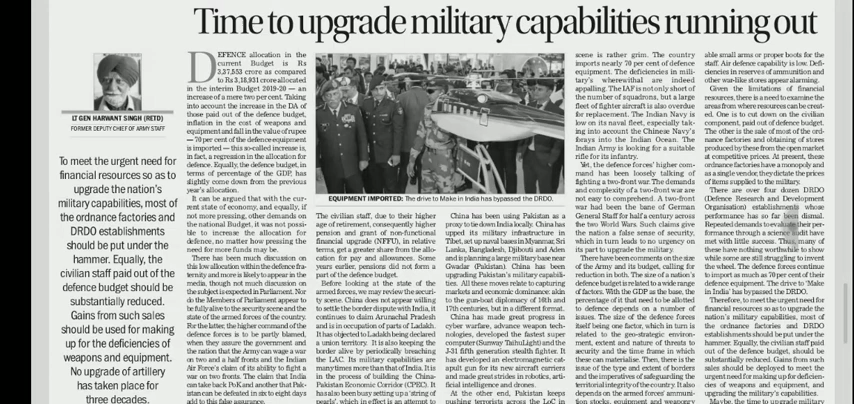 Time to upgrade military capabilities running out
LT GEN HARWANT SINGH (RETD)
FORMER DEPUTY CHIEF OF ARMY STAFF
To meet the urgent need for
financial resources so as to
upgrade the nation's
military capabilities, most of
the ordnance factories and
DRDO establishments
should be put under the
hammer. Equally, the
civilian staff paid out of the
defence budget should be
substantially reduced.
Gains from such sales
should be used for making
up for the deficiencies of
weapons and equipment.
No upgrade of artillery
has taken place for
three decades.
DEFENCE allocation in the
current Budget is Rs
3,37,553 crore as compared
to Rs 3,18,931 crore allocated
in the interim Budget 2019-20 — an
increase of a mere two per cent. Taking
into account the increase in the DA of
those paid out of the defence budget,
inflation in the cost of weapons and
equipment and fall in the value of rupee
— 70 per cent of the defence equipment
is imported — this so-called increase is,
in fact, a regression in the allocation for
defence. Equally, the defence budget, in
terms of percentage of the GDP, has
slightly come down from the previous
year's allocation.
It can be argued that with the cur-
rent state of economy, and equally, if
not more pressing, other demands on
the national Budget, it was not possi-
ble to increase the allocation for
defence, no matter how pressing the
need for more funds may be.
There has been much discussion on
this low allocation within the defence fra-
ternity and more is likely to appear in the
media, though not much discussion on
the subject is expected in Parliament. Nor
do the Members of Parliament appear to
be fully alive to the security scene and the
state of the armed forces of the country.
For the latter, the higher command of the
defence forces is to be partly blamed,
when they assure the government and
the nation that the Army can wage a war
on two and a half fronts and the Indian
Air Force's claim of its ability to fight a
war on two fronts. The claim that India
can take back PoK and another that Pak-
istan can be defeated in six to eight days
add to this false assurance.
EQUIPMENT IMPORTED: The drive to Make in India has bypassed the DRDO.
The civilian staff, due to their higher
age of retirement, consequently higher
pension and grant of non-functional
financial upgradation (NFFU), in relative
terms, get a greater share from the allo-
cation for pay and allowances. Some
years earlier, pensions did not form a
part of the defence budget.
Before looking at the state of the
armed forces, we may review the securi-
ty scene. China does not appear willing
to settle the border dispute with India, it
continues to claim Arunachal Pradesh
and is in occupation of parts of Ladakh.
It has objected to Ladakh being declared
a union territory. It is also keeping the
border alive by periodically breaching
the LAC. Its military capabilities are
many times more than that of India. It is
in the process of building the China-
Pakistan Economic Corridor (CPEC). It
has also been busy setting up a 'string of
pearls', which in effect is an attempt to
China has been using Pakistan as a
proxy to tie down India locally. China has
upped its military infrastructure in
Tibet, set up naval bases in Myanmar, Sri
Lanka, Bangladesh, Djibouti and Aden
and is planning a large military base near
Gwadar (Pakistan). China has been
upgrading Pakistan's military capabili-
ties. All these moves relate to capturing
markets and economic dominance akin
to the gun-boat diplomacy of 16th and
17th centuries, but in a different format.
China has made great progress in
cyber warfare, advance weapon tech-
nologies, developed the fastest super
computer (Sunway TaihuLight) and the
J-31 fifth generation stealth fighter. It
has developed an electromagnetic cat-
apult gun for its new aircraft carriers
and made great strides in robotics, arti-
ficial intelligence and drones.
At the other end, Pakistan keeps
pushing terrorists across the LoC in
scene is rather grim. The country
imports nearly 70 per cent of defence
equipment. The deficiencies in mili-
tary's wherewithal are indeed
appalling. The IAF is not only short of
the number of squadrons, but a large
fleet of fighter aircraft is also overdue
for replacement. The Indian Navy is
low on its naval fleet, especially tak-
ing into account the Chinese Navy's
forays into the Indian Ocean. The
Indian Army is looking for a suitable
rifle for its infantry.
Yet, the defence forces' higher com-
mand has been loosely talking of
fighting a two-front war. The demands
and complexity of a two-front war are
not easy to comprehend. A two-front
war had been the bane of German
General Staff for half a century across
the two World Wars. Such claims give
the nation a false sense of security,
which in turn leads to no urgency on
its part to upgrade the military.
There have been comments on the size
of the Army and its budget, calling for
reduction in both. The size of a nation's
defence budget is related to a wide range
of factors. With the GDP as the base, the
percentage of it that need to be allotted
to defence depends on a number of
issues. The size of the defence forces
itself being one factor, which in turn is
related to the geo-strategic environ-
ment, extent and nature of threats to
security and the time frame in which
these can materialise. Then, there is the
issue of the type and extent of borders
and the imperatives of safeguarding the
territorial integrity of the country. It also
depends on the armed forces' ammuni-
tion stocks, equipment and weaponry
able small arms or proper boots for the
staff. Air defence capability is low. Defi-
ciencies in reserves of ammunition and
other war-like stores appear alarming.
Given the limitations of financial
resources, there is a need to examine the
areas from where resources can be creat-
ed. One is to cut down on the civilian
component, paid out of defence budget.
The other is the sale of most of the ord-
nance factories and obtaining of stores
produced by these from the open market
at competitive prices. At present, these
ordnance factories have a monopoly and
as a single vendor, they dictate the prices
of items supplied to the military.
There are over four dozen DRDO
(Defence Research and Development
Organisation) establishments whose
performance has so far been dismal.
Repeated demands to evaluate their per-
formance through a science audit have
met with little success. Thus, many of
these have nothing worthwhile to show
while some are still struggling to invent
the wheel. The defence forces continue
to import as much as 70 per cent of their
defence equipment. The drive to 'Make
in India' has bypassed the DRDO.
Therefore, to meet the urgent need for
financial resources so as to upgrade the
nation's military capabilities, most of
the ordnance factories and DRDO
establishments should be put under the
hammer. Equally, the civilian staff paid
out of the defence budget, should be
substantially reduced. Gains from such
sales should be deployed to meet the
urgent need for making up for deficien-
cies of weapons and equipment, and
upgrading the military's capabilities.
Maybe, the time to upgrade military